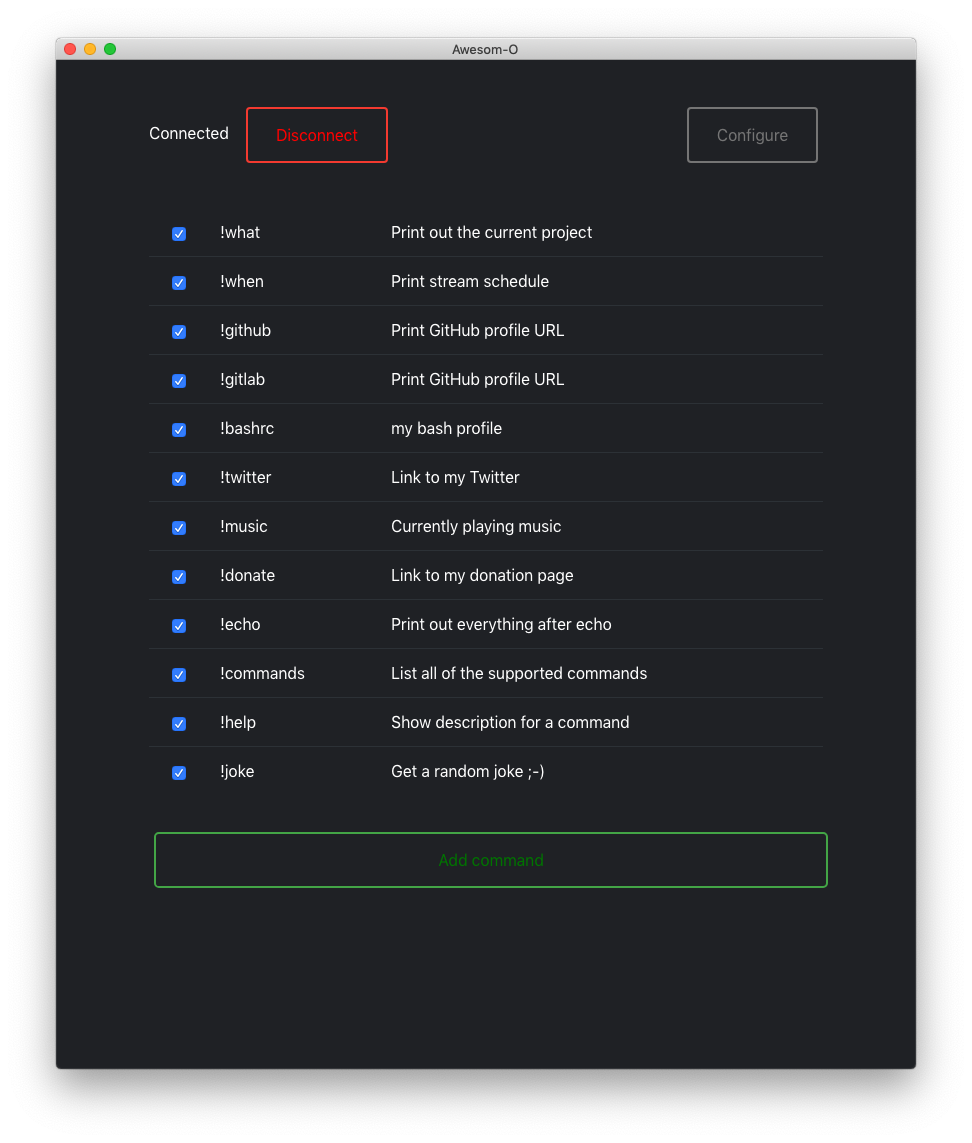 Awesom-O
Connected Disconnect Configure
!what Print out the current project
!when Print stream schedule
!github Print GitHub profile URL
!gitlab Print GitHub profile URL
!bashrc my bash profile
!twitter Link to my Twitter
!music Currently playing music
!donate Link to my donation page
!echo Print out everything after echo
!commands List all of the supported commands
!help Show description for a command
!joke Get a random joke ;-)
Add command